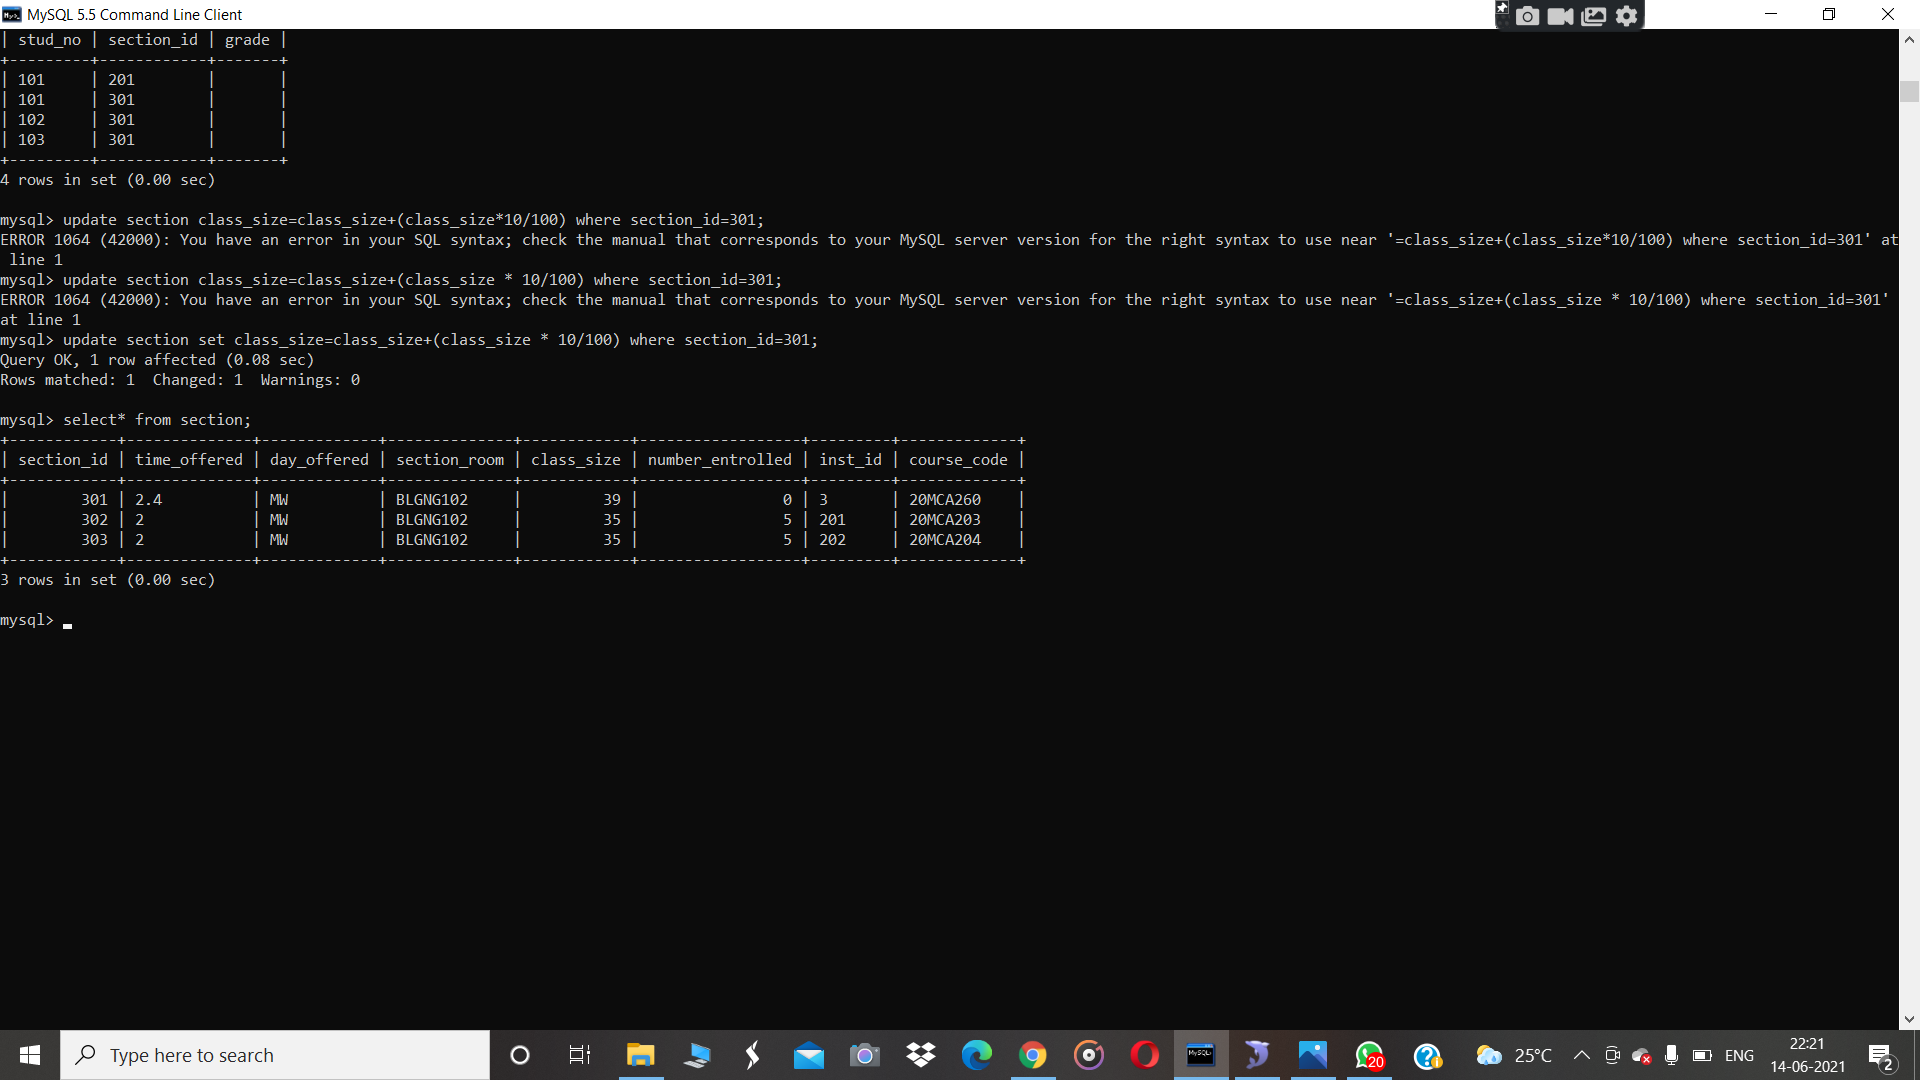 MySQL 5.5 Command Line Client
| stud_no | section_id | grade |
+---------+------------+-------+
| 101     | 201        |       |
| 101     | 301        |       |
| 102     | 301        |       |
| 103     | 301        |       |
+---------+------------+-------+
4 rows in set (0.00 sec)
mysql> update section class_size=class_size+(class_size*10/100) where section_id=301;
ERROR 1064 (42000): You have an error in your SQL syntax; check the manual that corresponds to your MySQL server version for the right syntax to use near '=class_size+(class_size*10/100) where section_id=301' at
 line 1
mysql> update section class_size=class_size+(class_size * 10/100) where section_id=301;
ERROR 1064 (42000): You have an error in your SQL syntax; check the manual that corresponds to your MySQL server version for the right syntax to use near '=class_size+(class_size * 10/100) where section_id=301'
at line 1
mysql> update section set class_size=class_size+(class_size * 10/100) where section_id=301;
Query OK, 1 row affected (0.08 sec)
Rows matched: 1  Changed: 1  Warnings: 0
mysql> select* from section;
+------------+--------------+-------------+--------------+------------+------------------+---------+-------------+
| section_id | time_offered | day_offered | section_room | class_size | number_entrolled | inst_id | course_code |
+------------+--------------+-------------+--------------+------------+------------------+---------+-------------+
|        301 | 2.4          | MW          | BLGNG102     |         39 |                0 | 3       | 20MCA260    |
|        302 | 2            | MW          | BLGNG102     |         35 |                5 | 201     | 20MCA203    |
|        303 | 2            | MW          | BLGNG102     |         35 |                5 | 202     | 20MCA204    |
+------------+--------------+-------------+--------------+------------+------------------+---------+-------------+
3 rows in set (0.00 sec)
mysql>
Type here to search
MySQL
20
25°C
ENG
22:21
14-06-2021
2